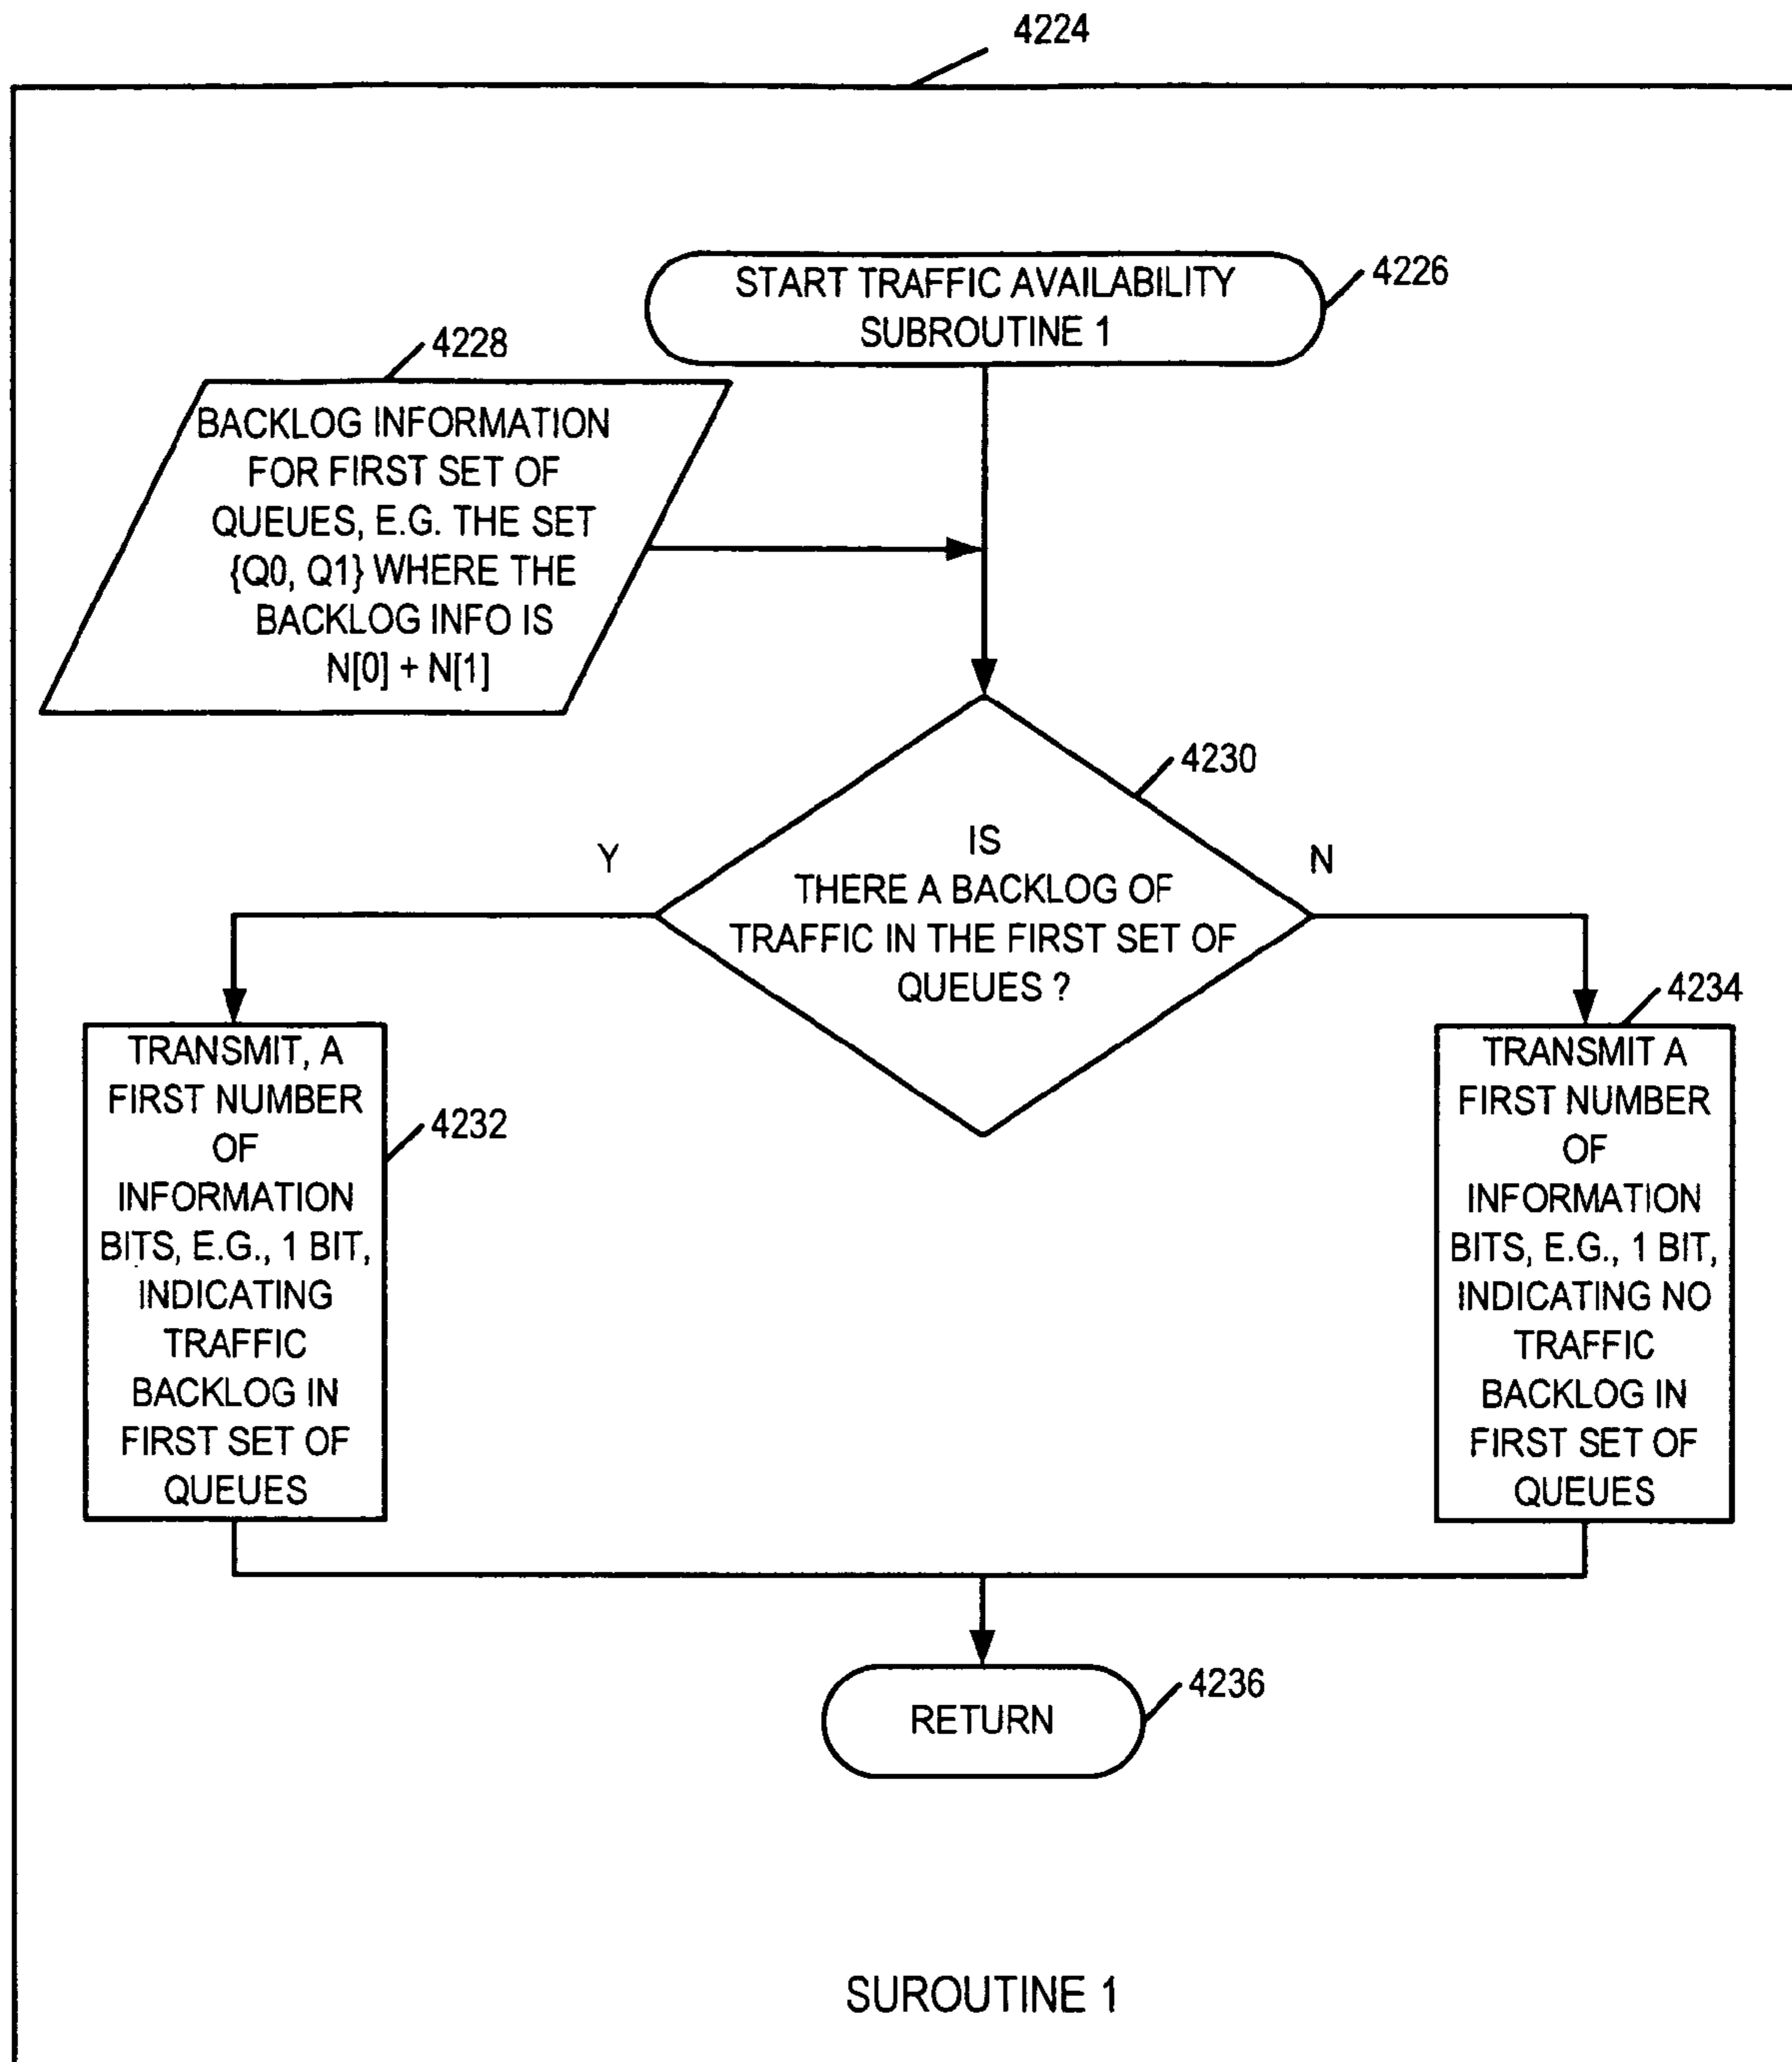 4224
START TRAFFIC AVAILABILITY
SUBROUTINE 1
4226
4228
BACKLOG INFORMATION
FOR FIRST SET OF
QUEUES, E.G. THE SET
{Q0, Q1} WHERE THE
BACKLOG INFO IS
N[0] + N[1]
4230
IS
THERE A BACKLOG OF
TRAFFIC IN THE FIRST SET OF
QUEUES ?
Y
N
4232
TRANSMIT, A
FIRST NUMBER
OF
INFORMATION
BITS, E.G., 1 BIT,
INDICATING
TRAFFIC
BACKLOG IN
FIRST SET OF
QUEUES
4234
TRANSMIT A
FIRST NUMBER
OF
INFORMATION
BITS, E.G., 1 BIT,
INDICATING NO
TRAFFIC
BACKLOG IN
FIRST SET OF
QUEUES
RETURN
4236
SUROUTINE 1